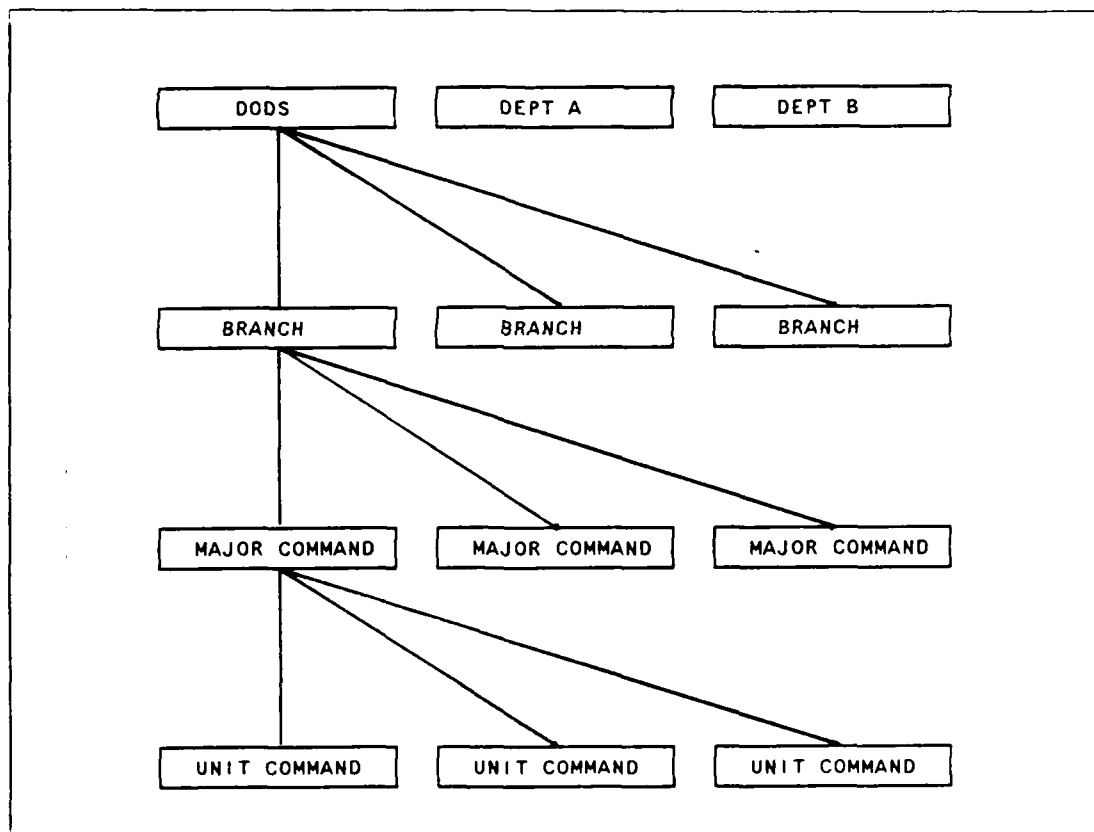 DODS
DEPT A
DEPT B
BRANCH
BRANCH
BRANCH
MAJOR COMMAND
MAJOR COMMAND
MAJOR COMMAND
UNIT COMMAND
UNIT COMMAND
UNIT COMMAND